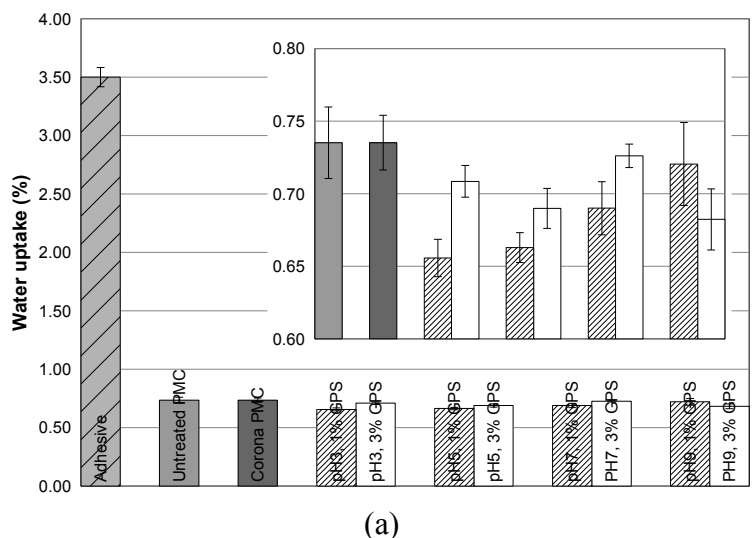 4.00
3.50
3.00
2.50
2.00
1.50
1.00
0.50
0.00
Water uptake (%)
0.80
0.75
0.70
0.65
0.60
Adhesive
Untreated PMC
Corona PMC
pH3, 1% GPS
pH3, 3% GPS
pH5, 1% GPS
pH5, 3% GPS
pH7, 1% GPS
PH7, 3% GPS
pH9, 1% GPS
PH9, 3% GPS
(a)